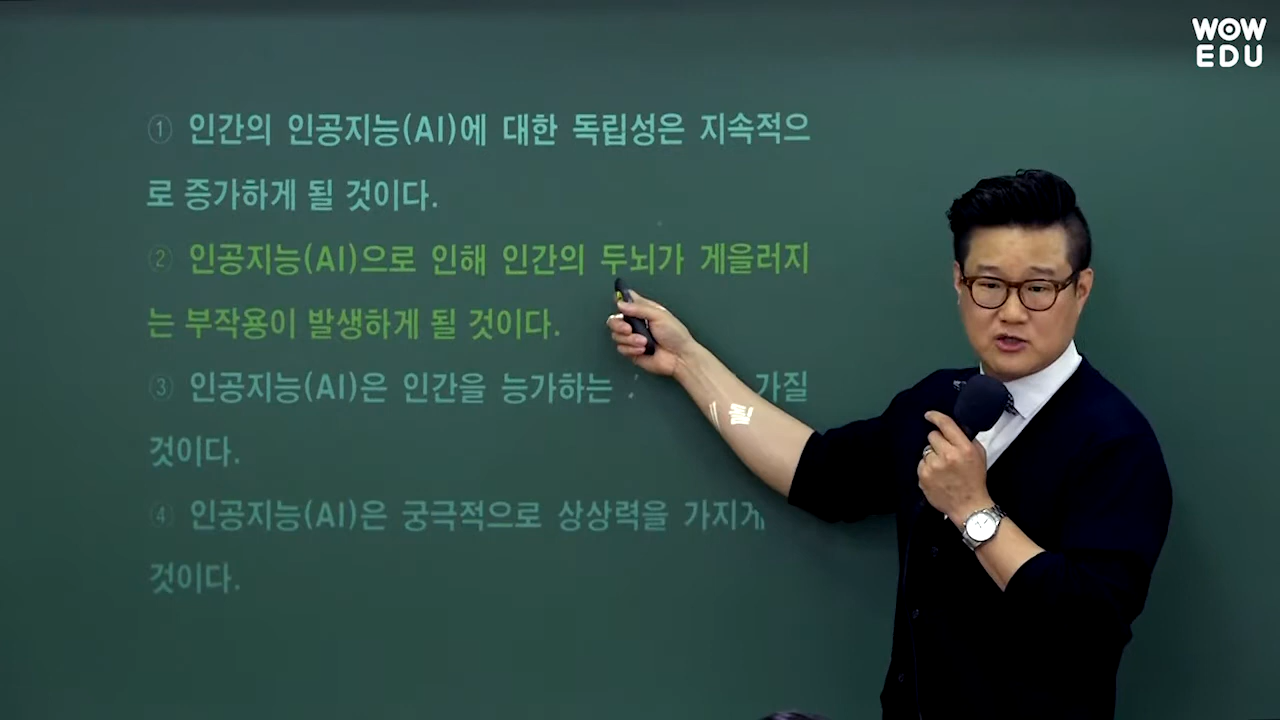 WOW
EDU
① 인간의 인공지능(AI)에 대한 독립성은 지속적으
로 증가하게 될 것이다.
② 인공지능(AI)으로 인해 인간의 두뇌가 게을러지
는 부작용이 발생하게 될 것이다.
③ 인공지능(AI)은 인간을 능가하는 가질
것이다.
④ 인공지능(AI)은 궁극적으로 상상력을 가지게
것이다.